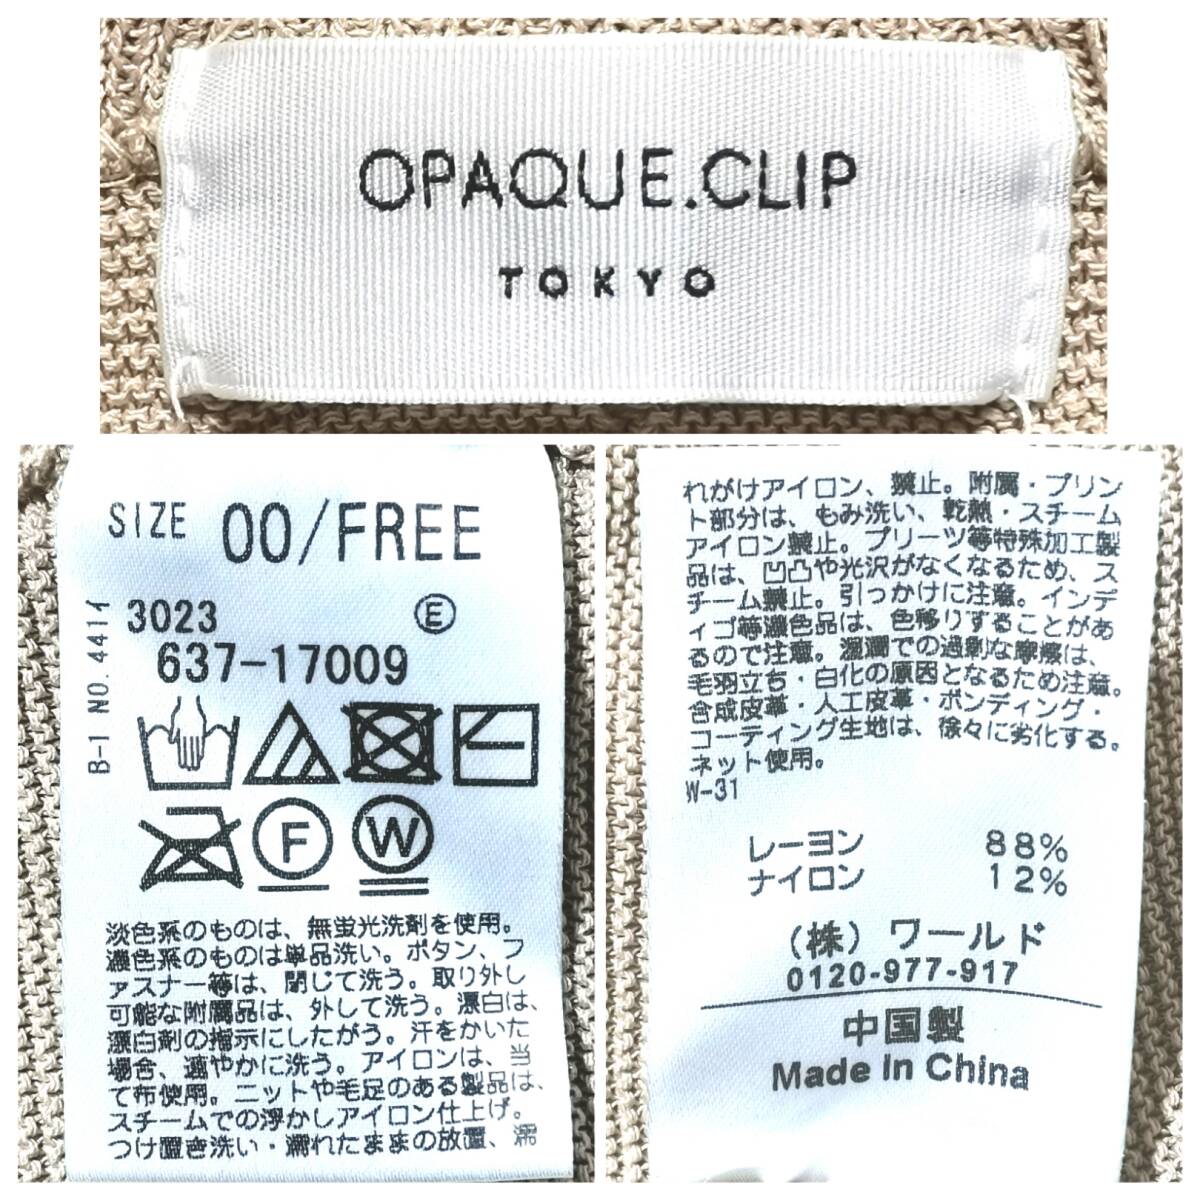 OPAQUE.CLIP
TOKYO
SIZE 00/FREE
3023 Ⓔ
637-17009
B-1 NO.441イ
F
W
淡色系のものは、無蛍光洗剤を使用。
濃色系のものは単品洗い。ボタン、フ
ァスナー等は、閉じて洗う。取り外し
可能な附属品は、外して洗う。漂白は、
漂白剤の指示にしたがう。汗をかいた
場合、速やかに洗う。アイロンは、当
て布使用。ニットや毛足のある製品は、
スチームでの浮かしアイロン仕上げ。
つけ置き洗い・濡れたままの放置、濡
れがけアイロン、禁止。附属・プリン
ト部分は、もみ洗い、乾熱・スチーム
アイロン禁止。プリーツ等特殊加工製
品は、凹凸や光沢がなくなるため、ス
チーム禁止。引っかけに注意。インデ
ィゴ等濃色品は、色移りすることがあ
るので注意。湿潤での過剰な摩擦は、
毛羽立ち・白化の原因となるため注意。
合成皮革・人工皮革・ボンディング・
コーティング生地は、徐々に劣化する。
ネット使用。
W-31
レーヨン 88%
ナイロン 12%
（株）ワールド
0120-977-917
中国製
Made In China